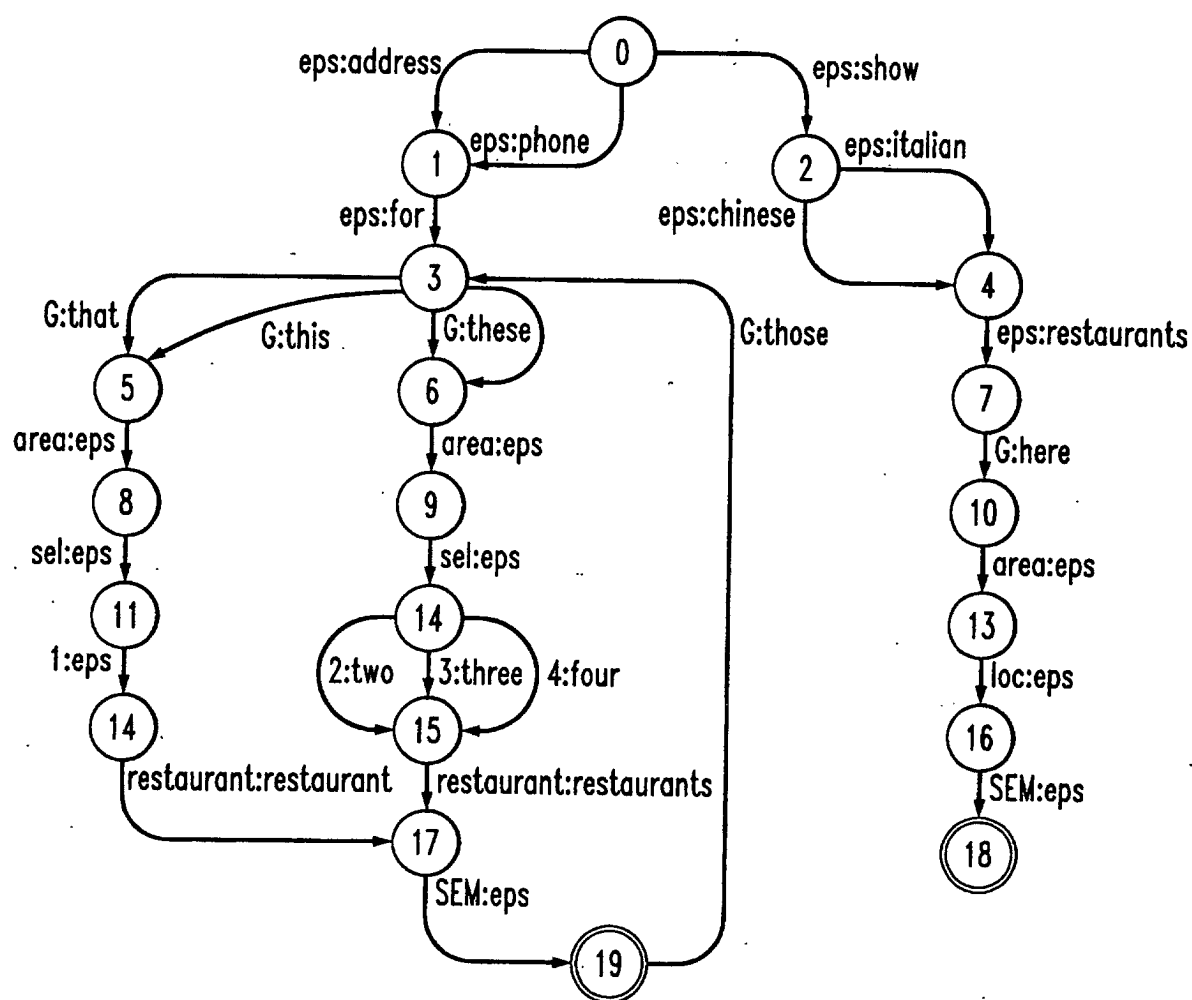 0
eps:address
eps:show
eps:phone
1
2
eps:italian
eps:for
eps:chinese
3
4
G:that
G:this
G:these
G:those
eps:restaurants
5
6
7
area:eps
area:eps
G:here
8
9
10
sel:eps
sel:eps
area:eps
11
14
13
1:eps
2:two
3:three
4:four
loc:eps
14
15
16
restaurant:restaurant
restaurant:restaurants
SEM:eps
17
18
SEM:eps
19